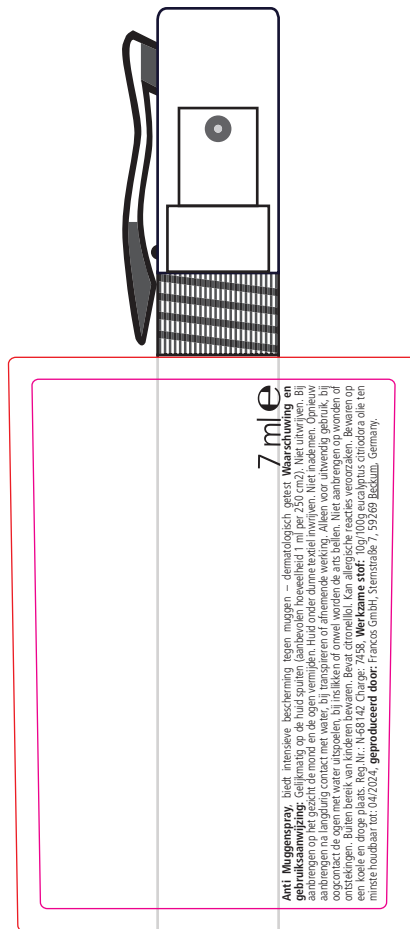 7 ml ℮
Anti Muggenspray, biedt intensieve bescherming tegen muggen – dermatologisch getest Waarschuwing en
gebruiksaanwijzing: Gelijkmatig op de huid spuiten (aanbevolen hoeveelheid 1 ml per 250 cm2). Niet uitwrijven. Bij
aanbrengen op het gezicht de mond en de ogen vermijden. Huid onder dunne textiel inwrijven. Niet inademen. Opnieuw
aanbrengen na langdurig contact met water, bij transpireren of afnemende werking. Alleen voor uitwendig gebruik, bij
oogcontact de ogen met water uitspoelen, bij inslikken of onwel worden de arts bellen. Niet aanbrengen op wonden of
ontstekingen. Buiten bereik van kinderen bewaren. Bevat citronellol. Kan allergische reacties veroorzaken. Bewaren op
een koele en droge plaats. Reg.Nr.: N-68142 Charge: 7458, Werkzame stof: 10g/100g eucalyptus citriodora olie ten
minste houdbaar tot: 04/2024, geproduceerd door: Francos GmbH, Sternstraße 7, 59269 Beckum, Germany.